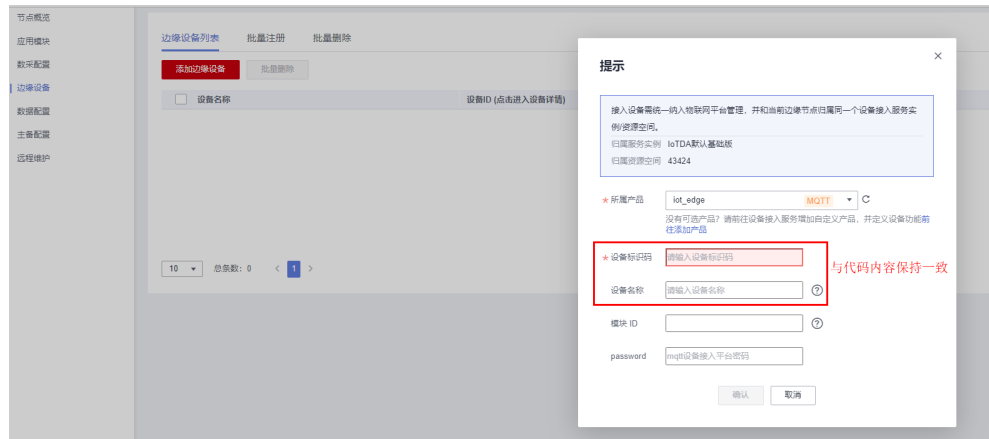 节点概览
应用模块
数采配置
边缘设备
数据配置
主备配置
远程维护
边缘设备列表 批量注册 批量删除
添加边缘设备 批量删除
设备名称 设备ID (点击进入设备详情)
10 总条数: 0 < 1 >
提示
×
接入设备需统一纳入物联网平台管理，并和当前边缘节点归属同一个设备接入服务实
例/资源空间。
归属服务实例 IoTDA默认基础版
归属资源空间 43424
* 所属产品 iot_edge MQTT
没有可选产品？请前往设备接入服务增加自定义产品，并定义设备功能前
往添加产品
* 设备标识码 请输入设备标识码
与代码内容保持一致
设备名称 请输入设备名称 ?
模块 ID ?
password mqtt设备接入平台密码
确认 取消